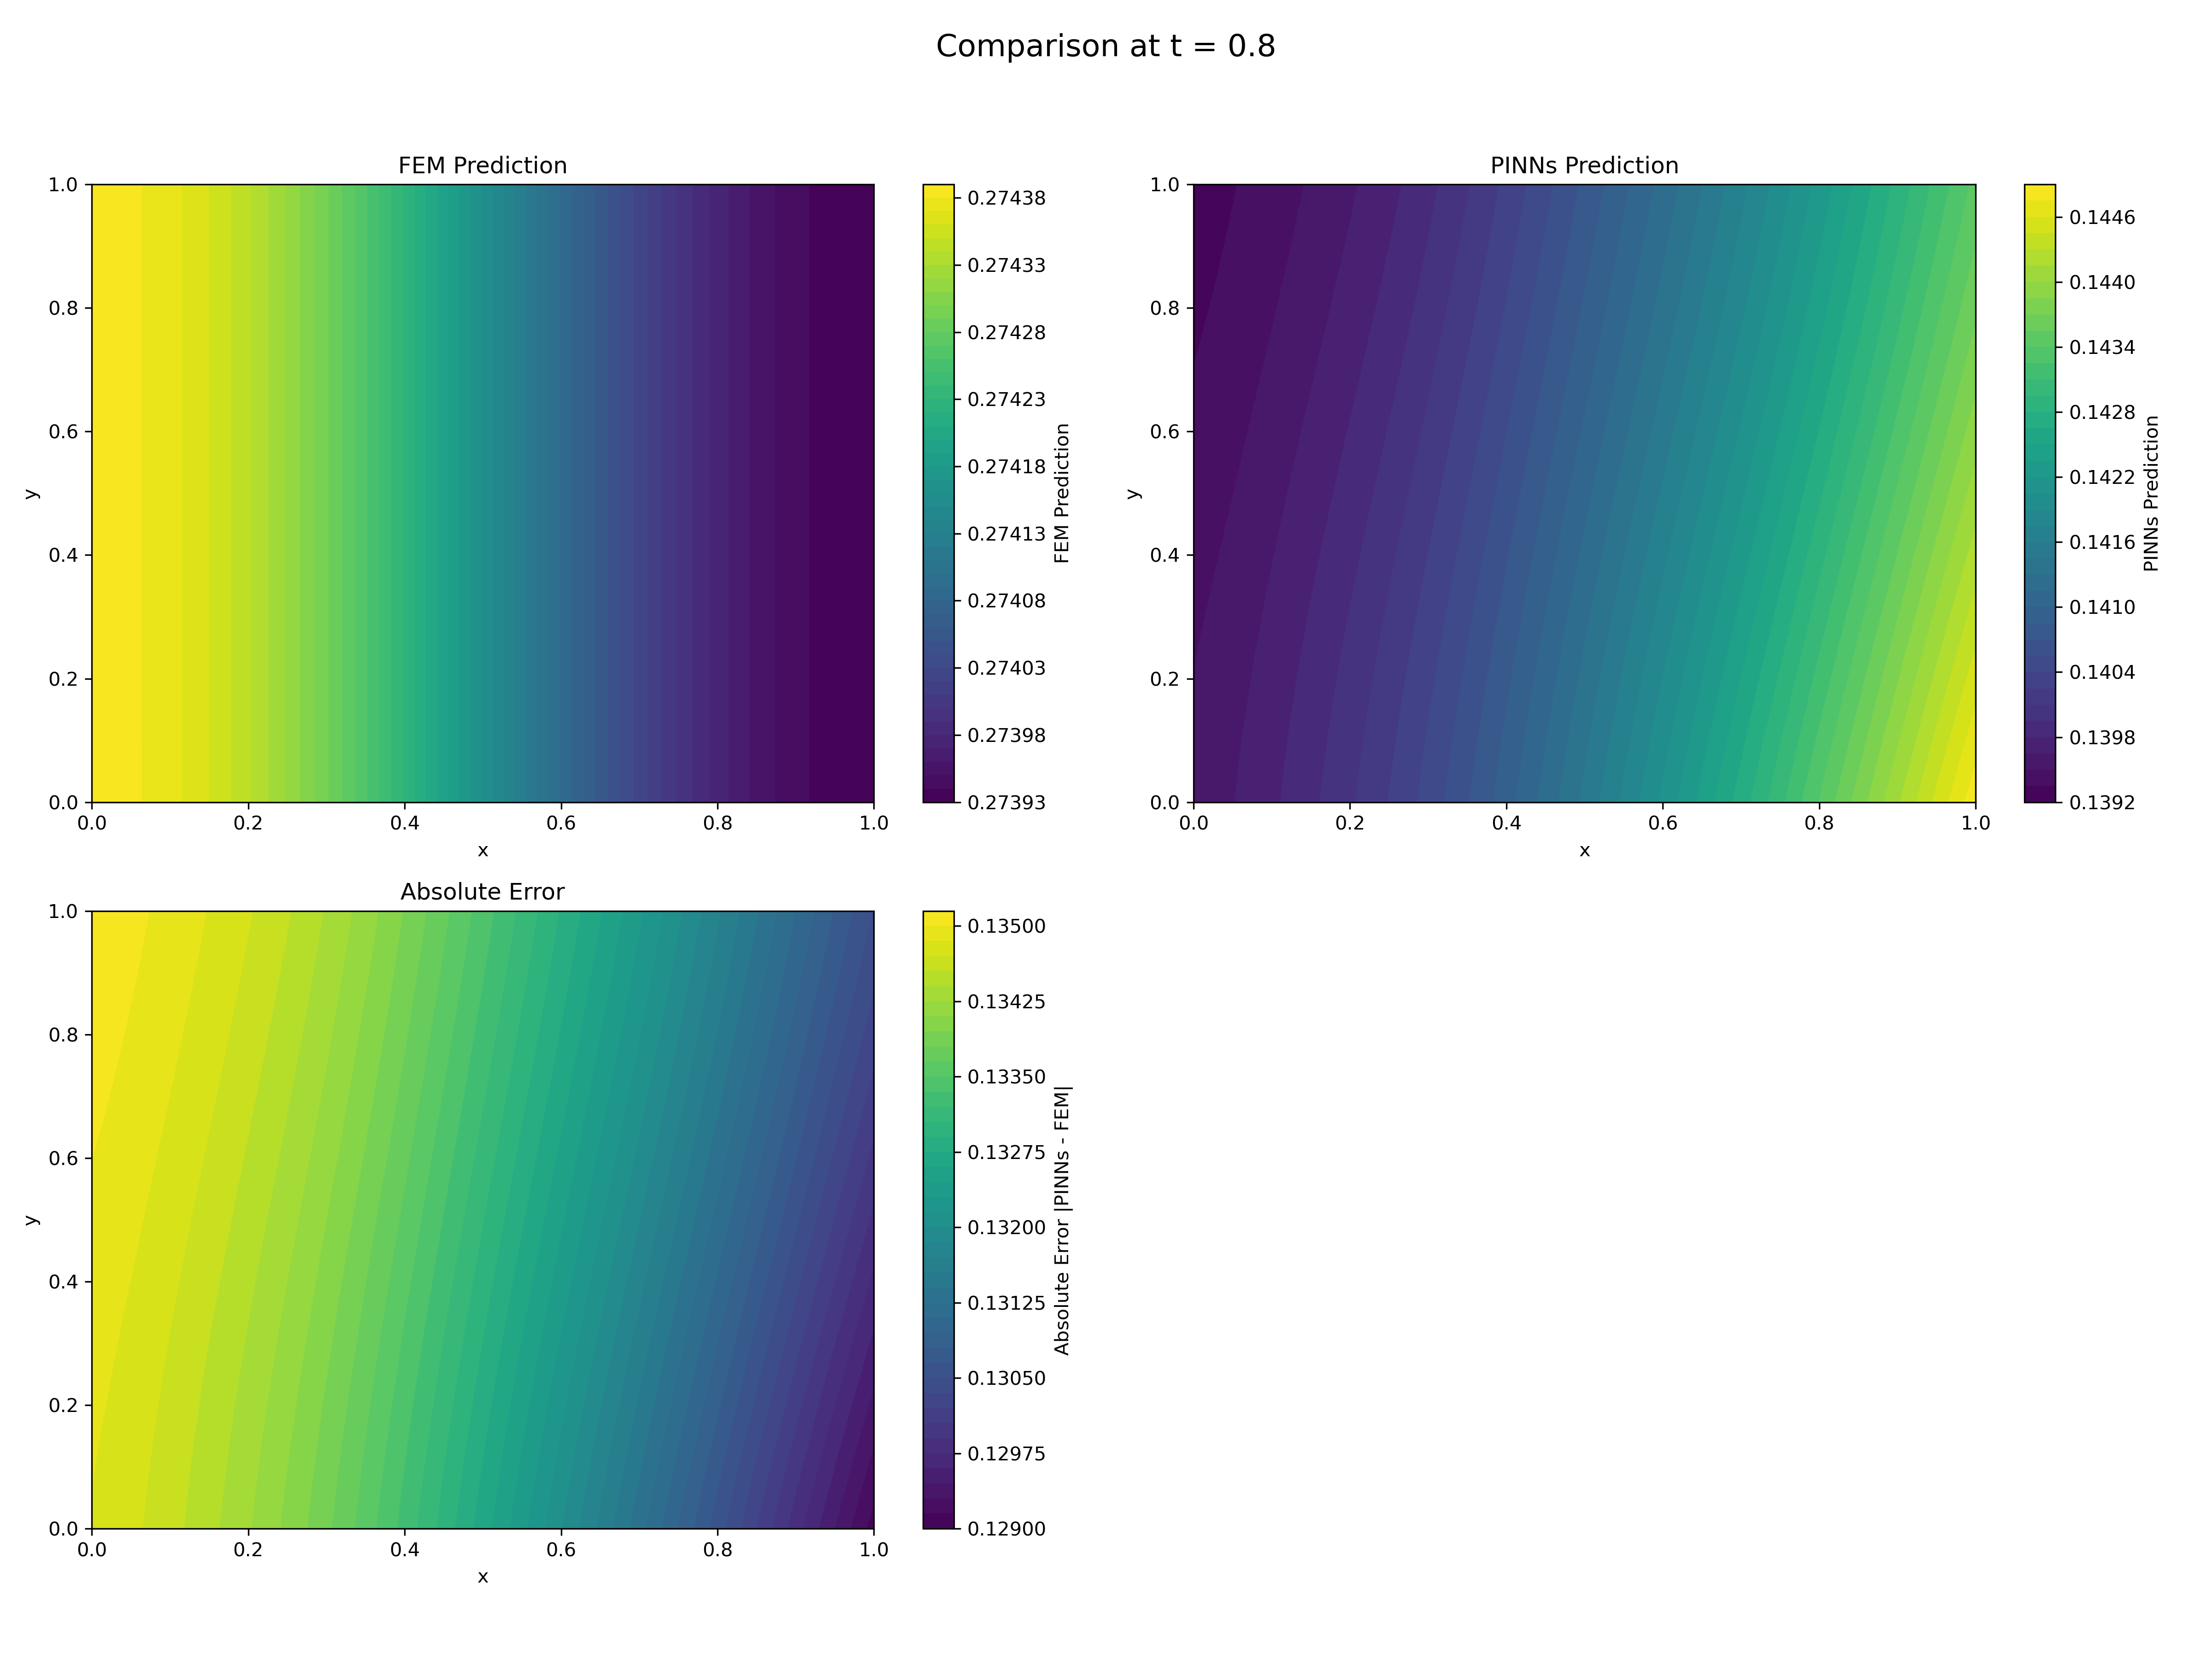 Comparison at t = 0.8
FEM Prediction
1.0
0.8
0.6
0.4
0.2
0.0
y
0.0 0.2 0.4 0.6 0.8 1.0
x
0.27438
0.27433
0.27428
0.27423
0.27418
0.27413
0.27408
0.27403
0.27398
0.27393
FEM Prediction
PINNs Prediction
1.0
0.8
0.6
0.4
0.2
0.0
y
0.0 0.2 0.4 0.6 0.8 1.0
x
0.1446
0.1440
0.1434
0.1428
0.1422
0.1416
0.1410
0.1404
0.1398
0.1392
PINNs Prediction
Absolute Error
1.0
0.8
0.6
0.4
0.2
0.0
y
0.0 0.2 0.4 0.6 0.8 1.0
x
0.13500
0.13425
0.13350
0.13275
0.13200
0.13125
0.13050
0.12975
0.12900
Absolute Error |PINNs - FEM|